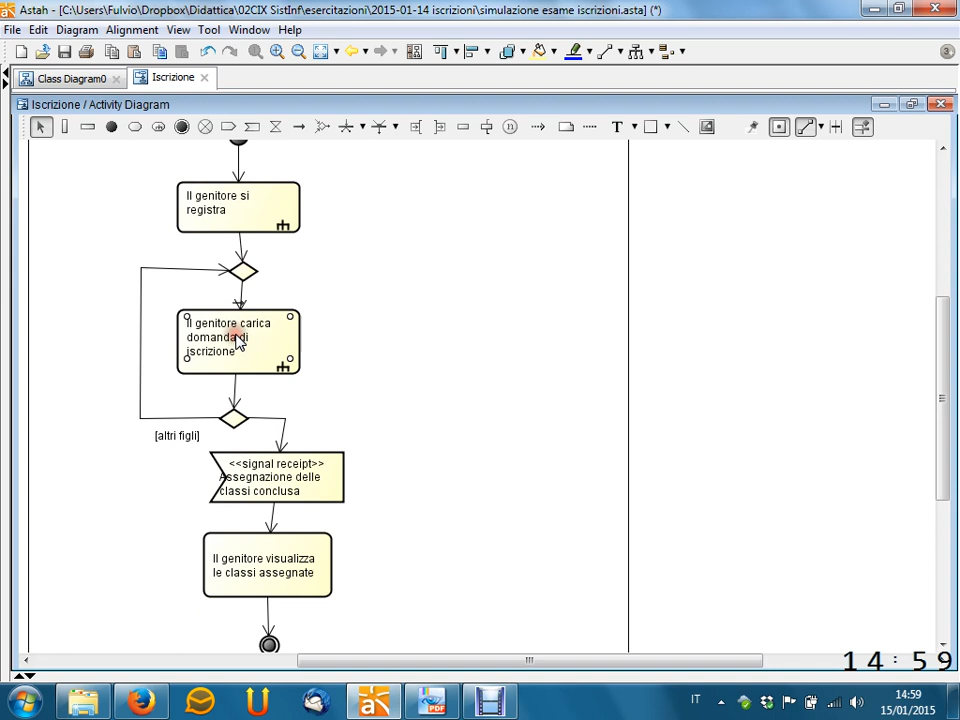 Astah - [C:\Users\Fulvio\Dropbox\Didattica\02CIX SistInf\esercitazioni\2015-01-14 iscrizioni\simulazione esame iscrizioni.asta] (*)
File Edit Diagram Alignment View Tool Window Help
3
Class Diagram0 Iscrizione
Iscrizione / Activity Diagram
n T
Il genitore si
registra
Il genitore carica
domanda di
iscrizione
[altri figli]
<<signal receipt>>
Assegnazione delle
classi conclusa
Il genitore visualizza
le classi assegnate
14:59
IT
14:59
15/01/2015